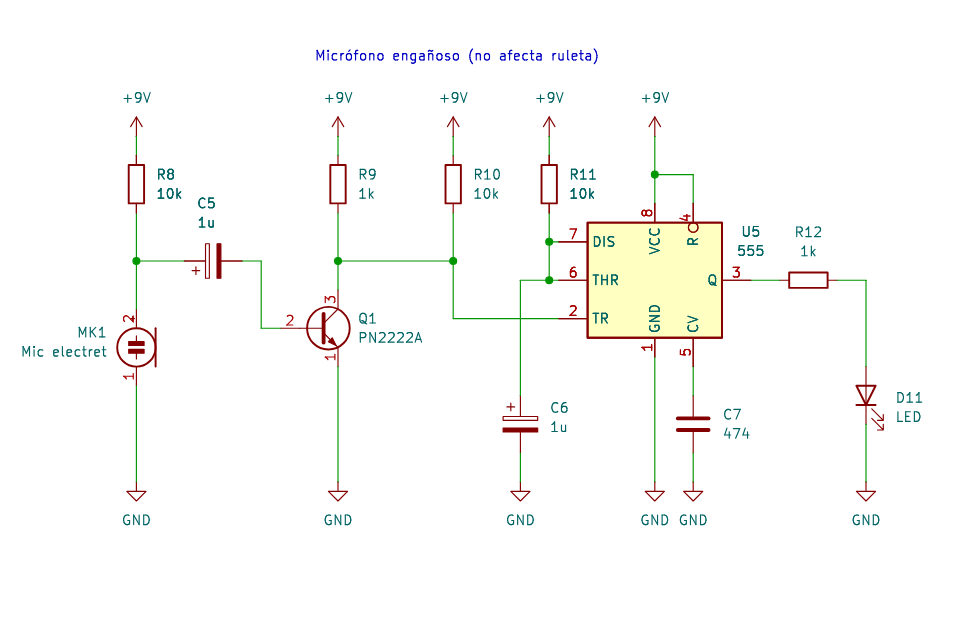 Micrófono engañoso (no afecta ruleta)
+9V
+9V
+9V
+9V
+9V
R8
10k
R9
1k
R10
10k
R11
10k
C5
1u
+
8
4
VCC
R
U5
555
R12
1k
7
DIS
6
THR
Q
3
2
TR
GND
CV
1
5
MK1
Mic electret
2
1
2
3
1
Q1
PN2222A
+
C6
1u
C7
474
D11
LED
GND
GND
GND
GND
GND
GND